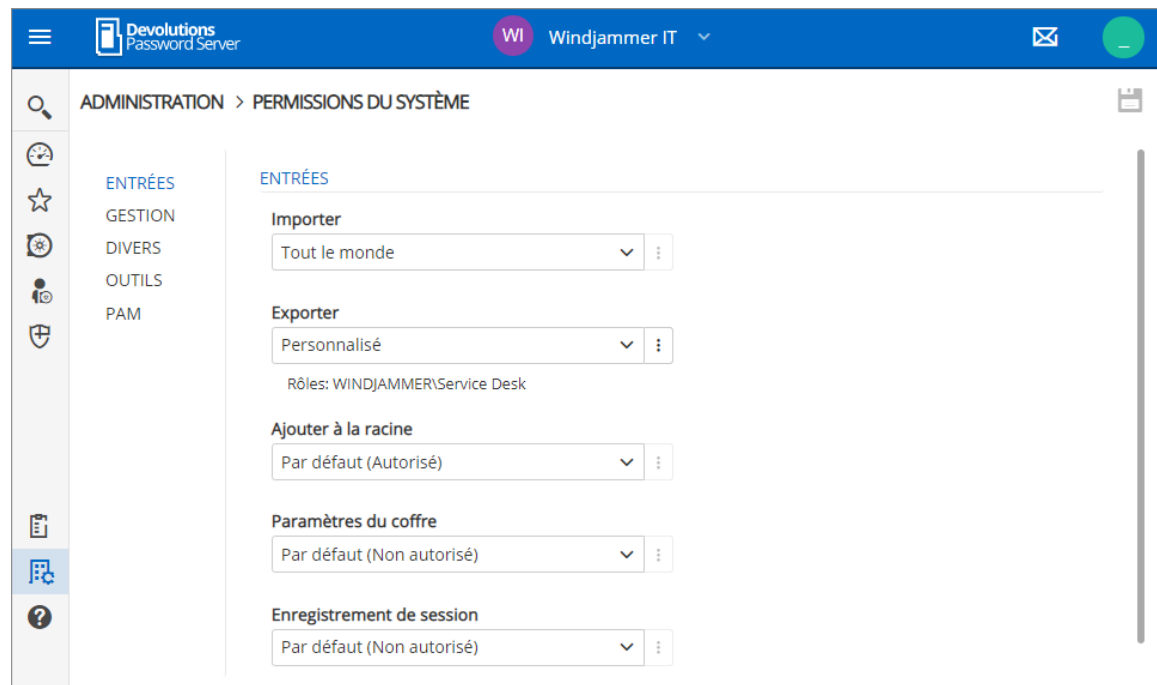 Devolutions
Password Server
WI Windjammer IT
ADMINISTRATION > PERMISSIONS DU SYSTÈME
ENTRÉES
GESTION
DIVERS
OUTILS
PAM
ENTRÉES
Importer
Tout le monde
Exporter
Personnalisé
Rôles: WINDJAMMER\Service Desk
Ajouter à la racine
Par défaut (Autorisé)
Paramètres du coffre
Par défaut (Non autorisé)
Enregistrement de session
Par défaut (Non autorisé)